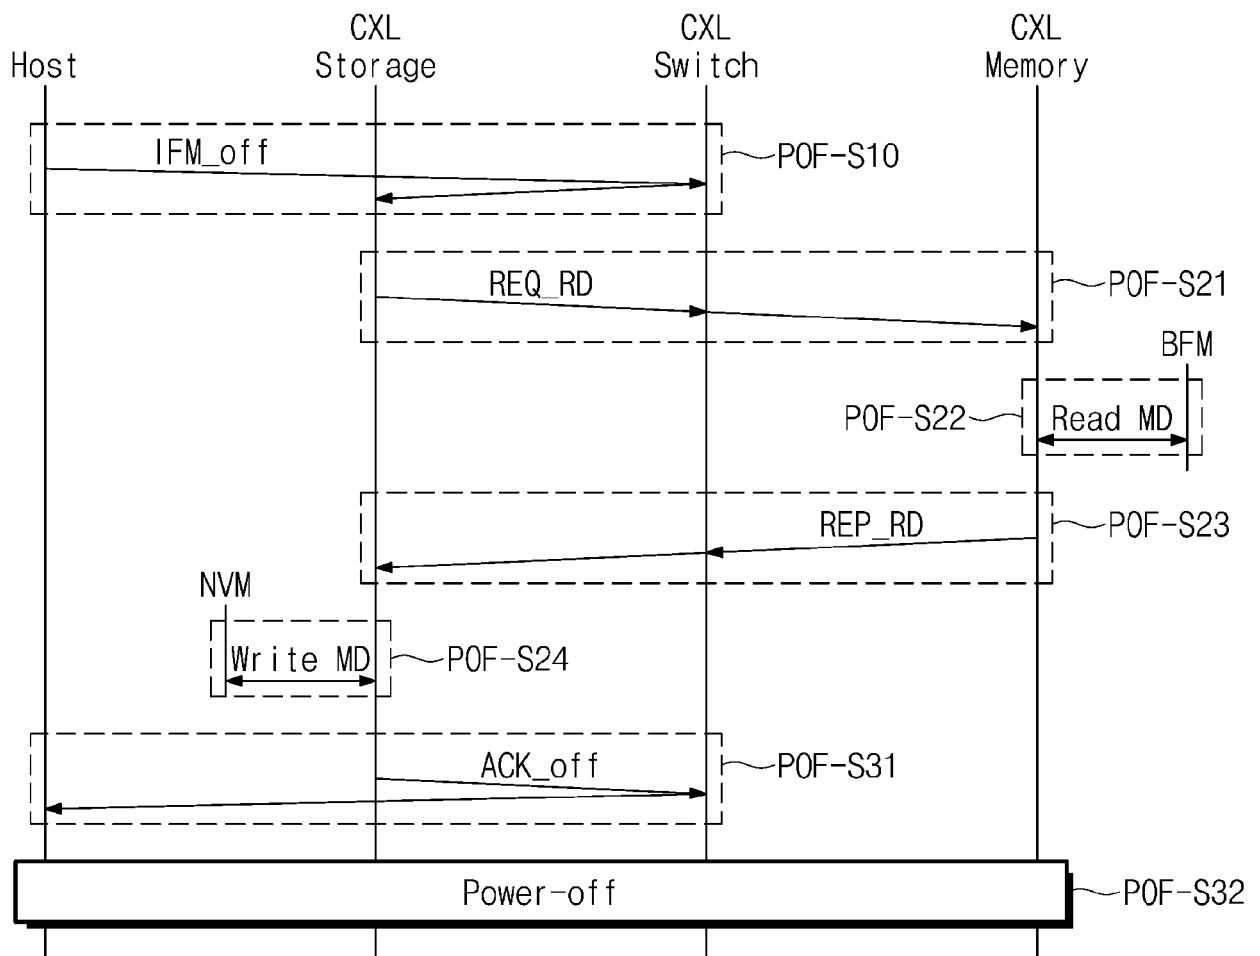 Host
CXL
Storage
CXL
Switch
CXL
Memory
IFM_off
POF-S10
REQ_RD
POF-S21
BFM
POF-S22
Read MD
REP_RD
POF-S23
NVM
Write MD
POF-S24
ACK_off
POF-S31
Power-off
POF-S32